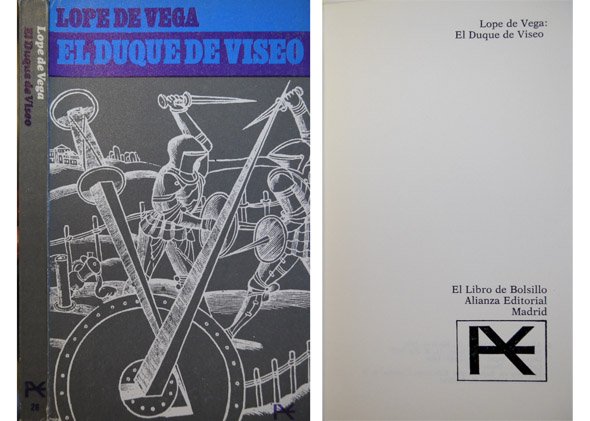 Lope de Vega
El Duque de Viseo
26
LOPE DE VEGA
EL DUQUE DE VISEO
Lope de Vega:
El Duque de Viseo
El Libro de Bolsillo
Alianza Editorial
Madrid